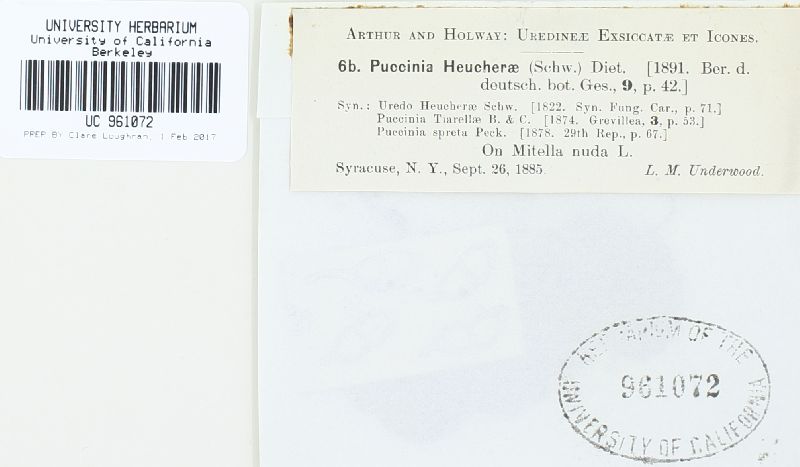 UNIVERSITY HERBARIUM
University of California
Berkeley
UC 961072
PREP BY Clare Loughran, 1 Feb 2017
ARTHUR AND HOLWAY: UREDINEÆ EXSICCATÆ ET ICONES.
6b. Puccinia Heucheræ (Schw.) Diet. [1891. Ber. d.
deutsch. bot. Ges., 9, p. 42.]
Syn.: Uredo Heucheræ Schw. [1822. Syn. Fung. Car., p. 71.]
Puccinia Tiarellæ B. & C. [1874. Grevillea, 3, p. 53.]
Puccinia spreta Peck. [1878. 29th Rep., p. 67.]
On Mitella nuda L.
Syracuse, N. Y., Sept. 26, 1885.
L. M. Underwood.
HERBARIUM OF THE
961072
UNIVERSITY OF CALIFORNIA